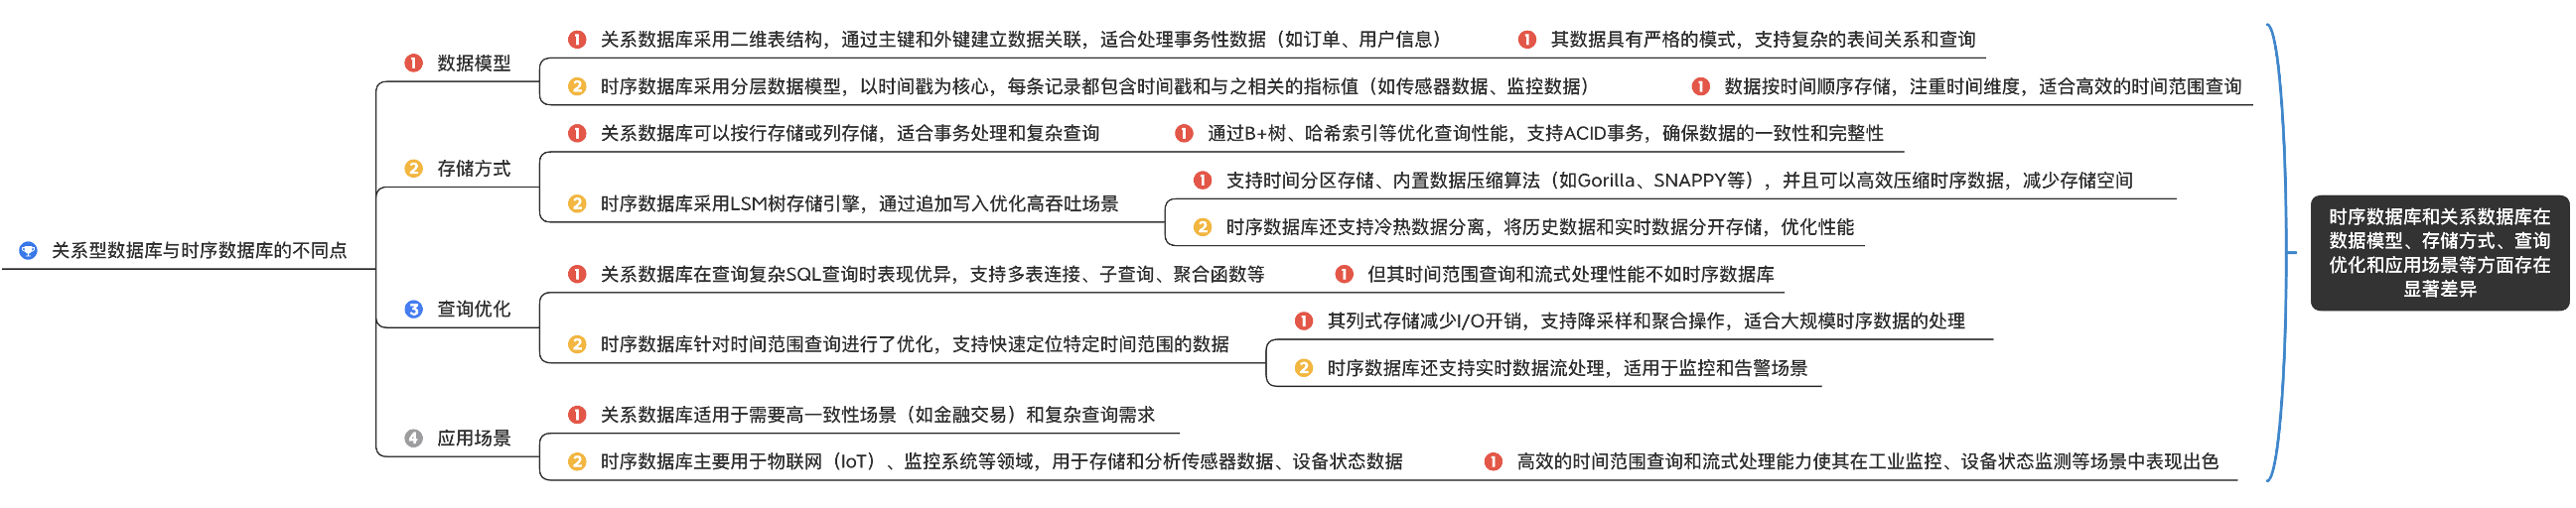 关系型数据库与时序数据库的不同点
1 数据模型
1 关系数据库采用二维表结构，通过主键和外键建立数据关联，适合处理事务性数据（如订单、用户信息）
1 其数据具有严格的模式，支持复杂的表间关系和查询
2 时序数据库采用分层数据模型，以时间戳为核心，每条记录都包含时间戳和与之相关的指标值（如传感器数据、监控数据）
1 数据按时间顺序存储，注重时间维度，适合高效的时间范围查询
2 存储方式
1 关系数据库可以按行存储或列存储，适合事务处理和复杂查询
1 通过B+树、哈希索引等优化查询性能，支持ACID事务，确保数据的一致性和完整性
2 时序数据库采用LSM树存储引擎，通过追加写入优化高吞吐场景
1 支持时间分区存储、内置数据压缩算法（如Gorilla、SNAPPY等），并且可以高效压缩时序数据，减少存储空间
2 时序数据库还支持冷热数据分离，将历史数据和实时数据分开存储，优化性能
3 查询优化
1 关系数据库在查询复杂SQL查询时表现优异，支持多表连接、子查询、聚合函数等
1 但其时间范围查询和流式处理性能不如时序数据库
2 时序数据库针对时间范围查询进行了优化，支持快速定位特定时间范围的数据
1 其列式存储减少I/O开销，支持降采样和聚合操作，适合大规模时序数据的处理
2 时序数据库还支持实时数据流处理，适用于监控和告警场景
4 应用场景
1 关系数据库适用于需要高一致性场景（如金融交易）和复杂查询需求
2 时序数据库主要用于物联网（IoT）、监控系统等领域，用于存储和分析传感器数据、设备状态数据
1 高效的时间范围查询和流式处理能力使其在工业监控、设备状态监测等场景中表现出色
时序数据库和关系数据库在
数据模型、存储方式、查询
优化和应用场景等方面存在
显著差异